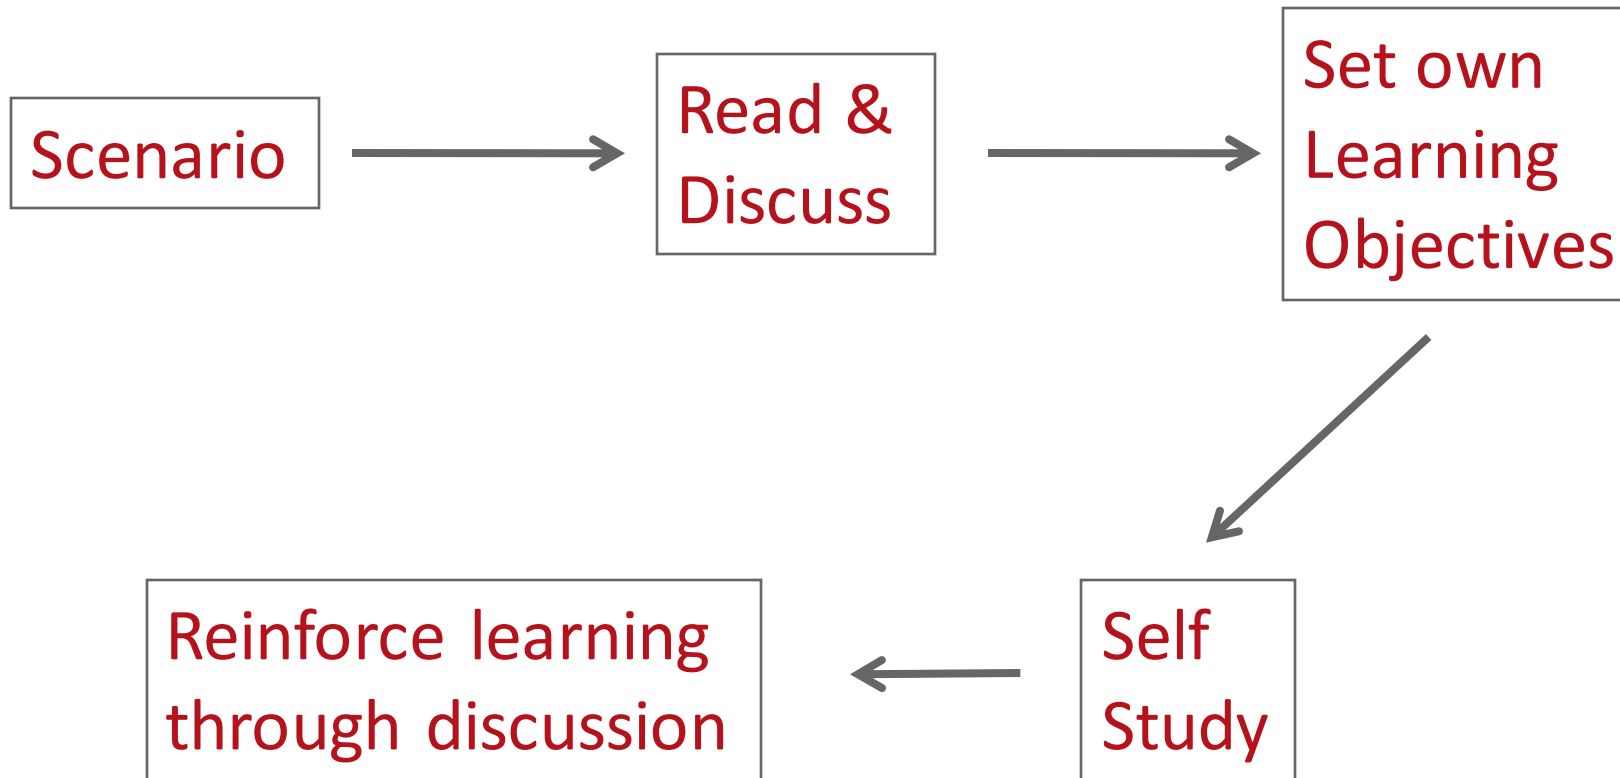 Scenario
Read &
Discuss
Set own
Learning
Objectives
Self
Study
Reinforce learning
through discussion